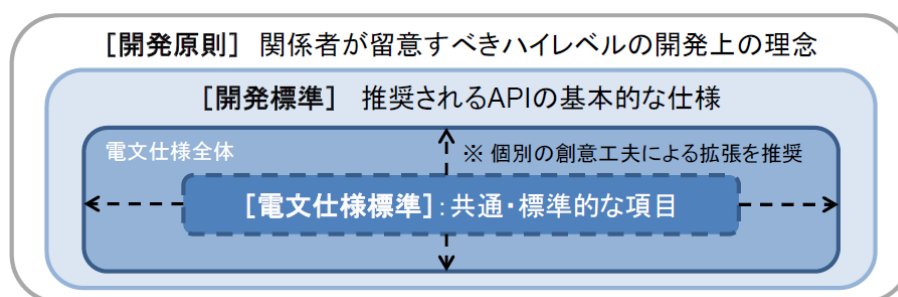 [開発原則] 関係者が留意すべきハイレベルの開発上の理念
[開発標準] 推奨されるAPIの基本的な仕様
電文仕様全体
※ 個別の創意工夫による拡張を推奨
[電文仕様標準]:共通・標準的な項目